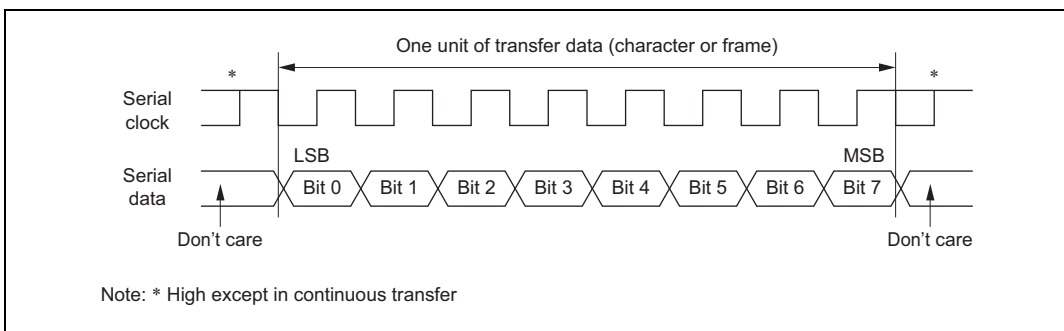 One unit of transfer data (character or frame)
* *
Serial
clock
LSB MSB
Serial
data
Bit 0 Bit 1 Bit 2 Bit 3 Bit 4 Bit 5 Bit 6 Bit 7
Don’t care Don’t care
Note: * High except in continuous transfer